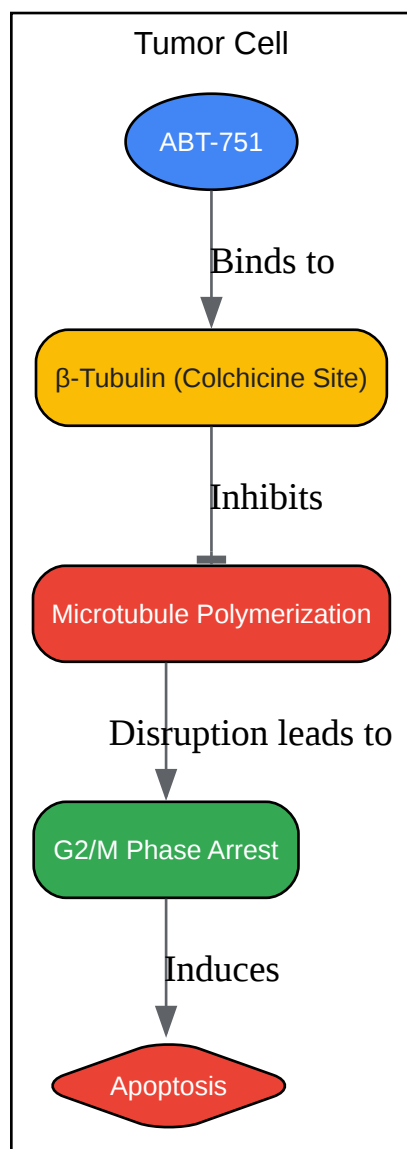 Tumor Cell
ABT-751
Binds to
β-Tubulin (Colchicine Site)
Inhibits
Microtubule Polymerization
Disruption leads to
G2/M Phase Arrest
Induces
Apoptosis